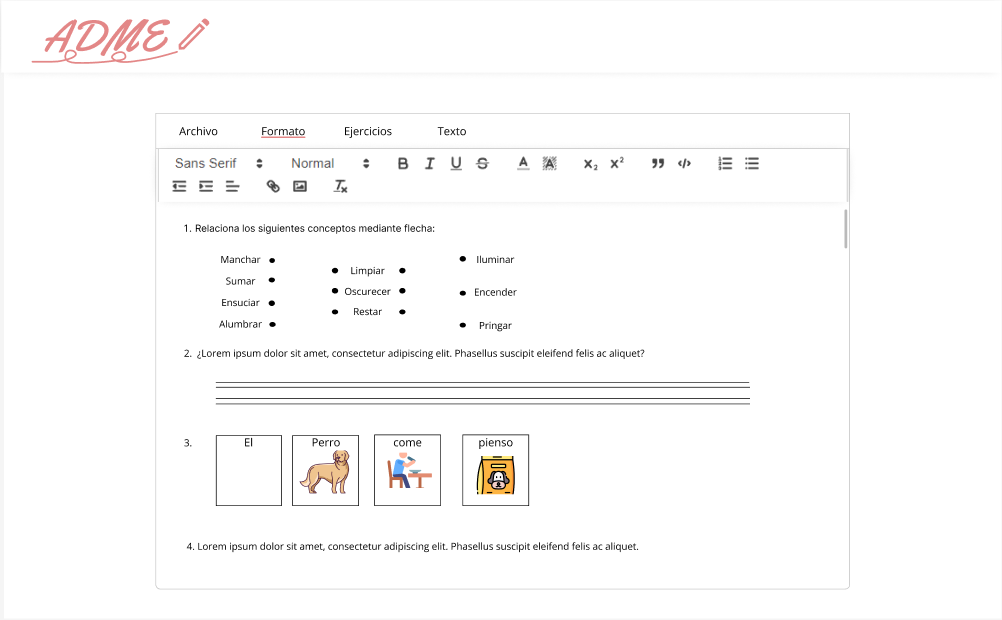 ADME
Archivo Formato Ejercicios Texto
Sans Serif Normal B I U S A A X₂ X² " </>
Tx
1. Relaciona los siguientes conceptos mediante flecha:
Manchar
Sumar
Ensuciar
Alumbrar
Limpiar
Oscurecer
Restar
Iluminar
Encender
Pringar
2. ¿Lorem ipsum dolor sit amet, consectetur adipiscing elit. Phasellus suscipit eleifend felis ac aliquet?
3. El Perro come pienso
4. Lorem ipsum dolor sit amet, consectetur adipiscing elit. Phasellus suscipit eleifend felis ac aliquet.